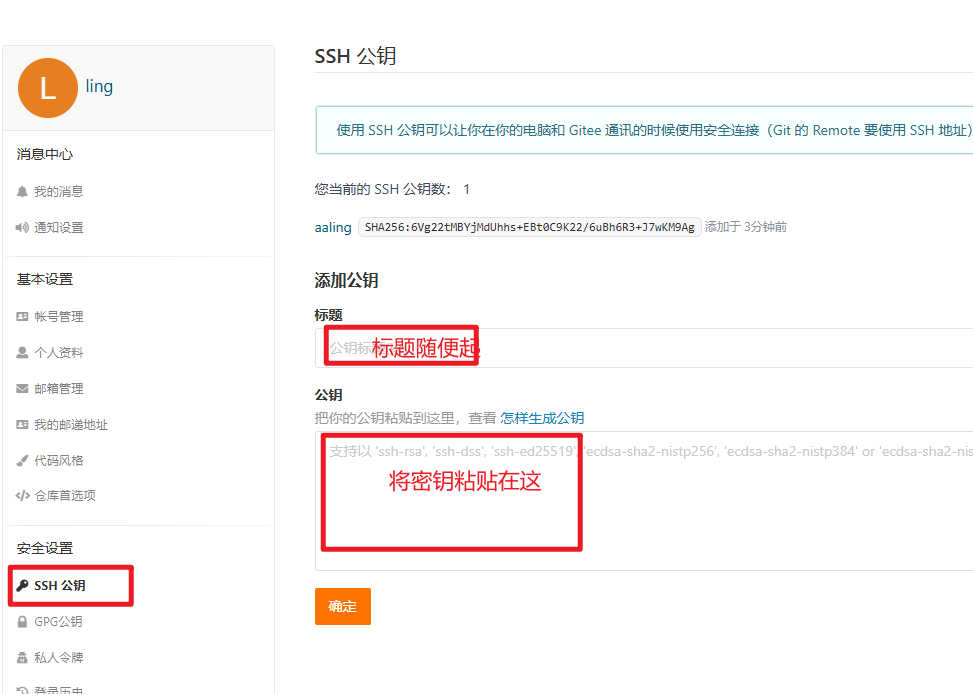 L
ling
消息中心
我的消息
通知设置
基本设置
帐号管理
个人资料
邮箱管理
我的邮递地址
代码风格
仓库首选项
安全设置
SSH 公钥
GPG公钥
私人令牌
登录历史
SSH 公钥
使用 SSH 公钥可以让你在你的电脑和 Gitee 通讯的时候使用安全连接（Git 的 Remote 要使用 SSH 地址）
您当前的 SSH 公钥数： 1
aaling SHA256:6Vg22tMBYjMdUhhs+EBt0C9K22/6uBh6R3+J7wKM9Ag 添加于 3分钟前
添加公钥
标题
公钥标
标题随便起
公钥
把你的公钥粘贴到这里，查看 怎样生成公钥
支持以 'ssh-rsa', 'ssh-dss', 'ssh-ed25519', 'ecdsa-sha2-nistp256', 'ecdsa-sha2-nistp384' or 'ecdsa-sha2-nis
将密钥粘贴在这
确定